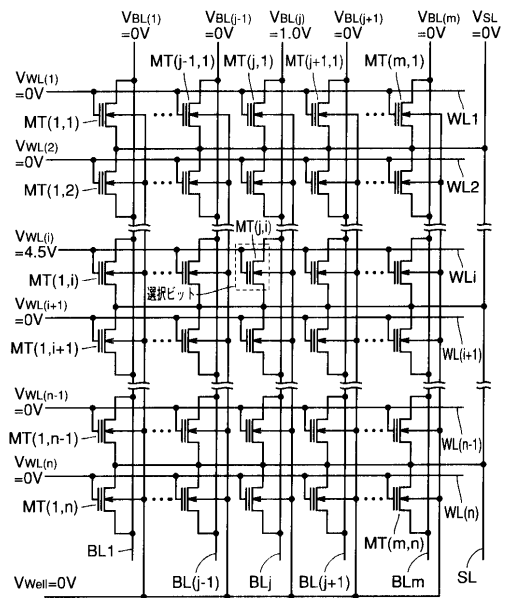 VBL(1) =0V
VBL(j-1) =0V
VBL(j) =1.0V
VBL(j+1) =0V
VBL(m) =0V
VSL =0V
MT(j-1,1) MT(j,1) MT(j+1,1) MT(m,1)
VWL(1) =0V
WL1
MT(1,1)
VWL(2) =0V
WL2
MT(1,2)
MT(j,i)
VWL(i) =4.5V
WLi
MT(1,i)
選択ビット
VWL(i+1) =0V
WL(i+1)
MT(1,i+1)
VWL(n-1) =0V
WL(n-1)
MT(1,n-1)
VWL(n) =0V
WL(n)
MT(1,n)
MT(m,n)
BL1 BL(j-1) BLj BL(j+1) BLm SL
VWell=0V